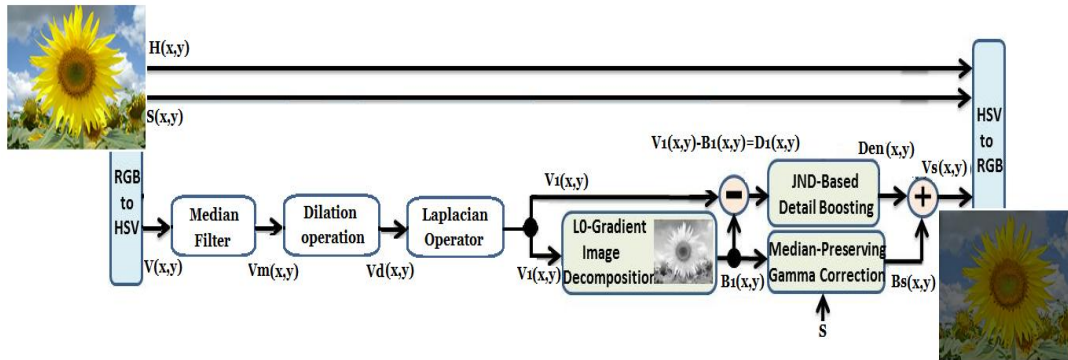 H(x,y)
S(x,y)
RGB
to
HSV
V(x,y)
Median
Filter
Vm(x,y)
Dilation
operation
Vd(x,y)
Laplacian
Operator
V1(x,y)
V1(x,y)
L0-Gradient
Image
Decomposition
V1(x,y)-B1(x,y)=D1(x,y)
−
B1(x,y)
JND-Based
Detail Boosting
Den(x,y)
Median-Preserving
Gamma Correction
S
Bs(x,y)
+
Vs(x,y)
HSV
to
RGB